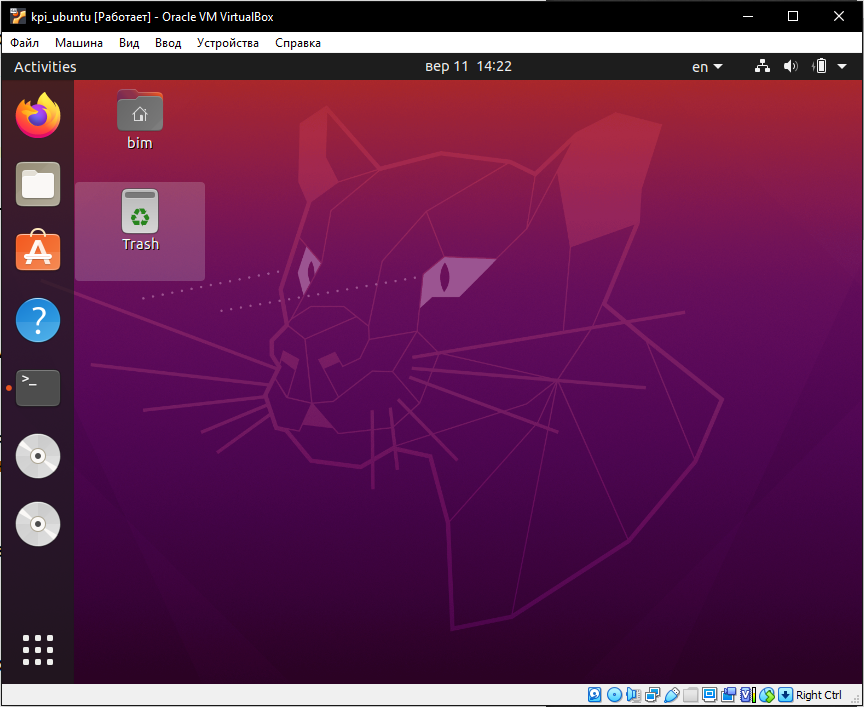 kpi_ubuntu [Работает] - Oracle VM VirtualBox
Файл Машина Вид Ввод Устройства Справка
Activities вер 11 14:22 en
bim
Trash
Right Ctrl